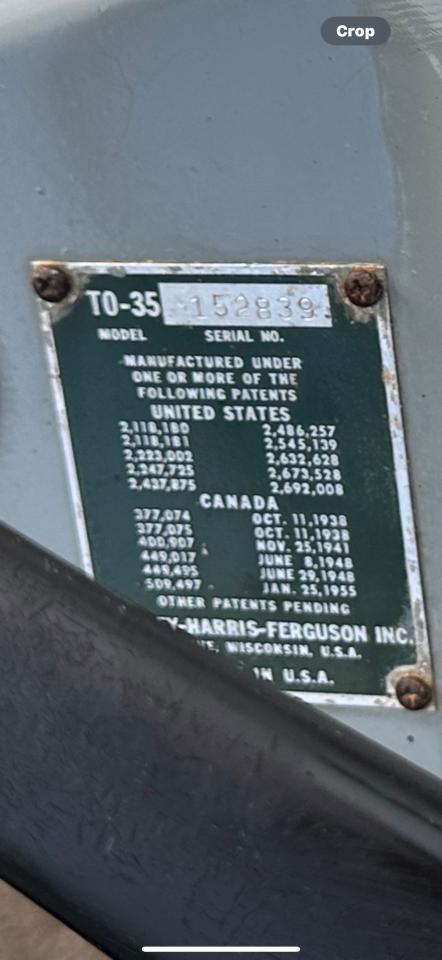 Crop
TO-35 152839
MODEL SERIAL NO.
MANUFACTURED UNDER
ONE OR MORE OF THE
FOLLOWING PATENTS
UNITED STATES
2,118,180 2,486,257
2,118,181 2,545,139
2,223,002 2,632,628
2,247,725 2,673,528
2,437,875 2,692,008
CANADA
377,074 OCT. 11,1938
377,075 OCT. 11,1938
400,907 NOV. 25,1941
449,017 JUNE 8,1948
449,495 JUNE 29,1948
509,497 JAN. 25,1955
OTHER PATENTS PENDING
Y-HARRIS-FERGUSON INC.
WISCONSIN, U.S.A.
IN U.S.A.